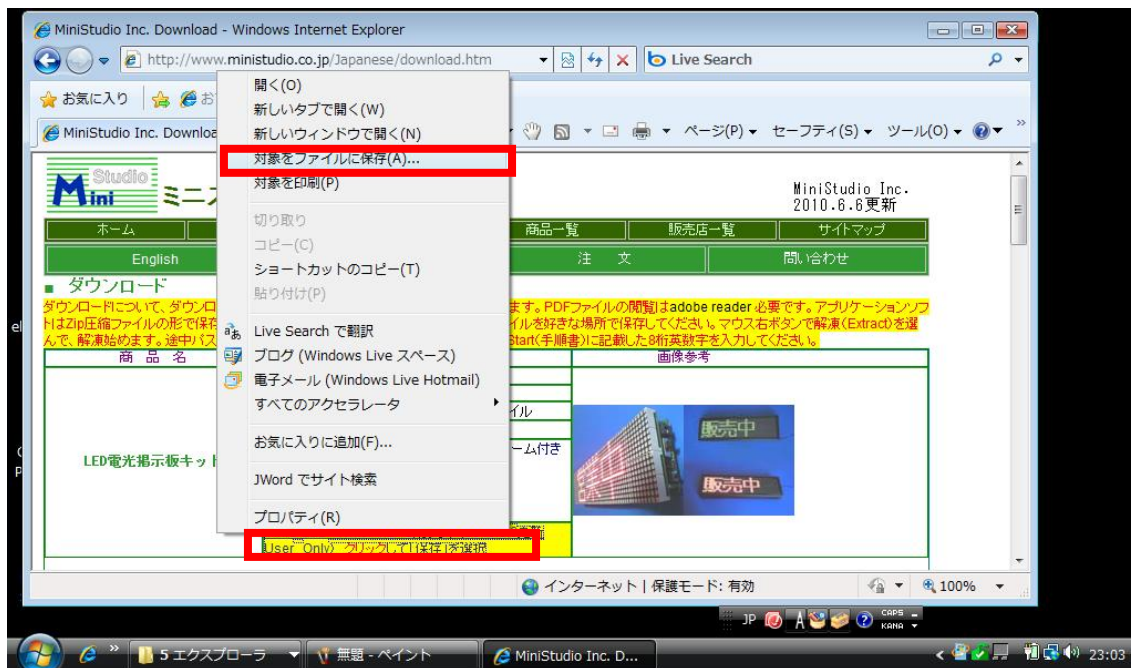 MiniStudio Inc. Download - Windows Internet Explorer
http://www.ministudio.co.jp/Japanese/download.htm
Live Search
お気に入り
お
MiniStudio Inc. Downloa
ページ(P)
セーフティ(S)
ツール(O)
開く(O)
新しいタブで開く(W)
新しいウィンドウで開く(N)
対象をファイルに保存(A)...
対象を印刷(P)
切り取り
コピー(C)
ショートカットのコピー(T)
貼り付け(P)
Live Search で翻訳
ブログ (Windows Live スペース)
電子メール (Windows Live Hotmail)
すべてのアクセラレータ
お気に入りに追加(F)...
JWord でサイト検索
プロパティ(R)
Studio
Mini
ミニス
MiniStudio Inc.
2010.6.6更新
ホーム
商品一覧
販売店一覧
サイトマップ
English
注 文
問い合わせ
■ ダウンロード
ダウンロードについて、ダウンロ
ます。PDFファイルの閲覧はadobe reader 必要です。アプリケーションソフ
トはZip圧縮ファイルの形で保存
イルを好きな場所で保存してください。マウス右ボタンで解凍(Extract)を選
んで、解凍始めます。途中パス
Start(手順書)に記載した8桁英数字を入力してください。
商 品 名
画像参考
イル
ーム付き
LED電光掲示板キット
販売中
販売中
User Only) クリックして「保存」を選択
インターネット | 保護モード: 有効
100%
JP
A
CAPS
KANA
5 エクスプローラ
無題 - ペイント
MiniStudio Inc. D...
23:03